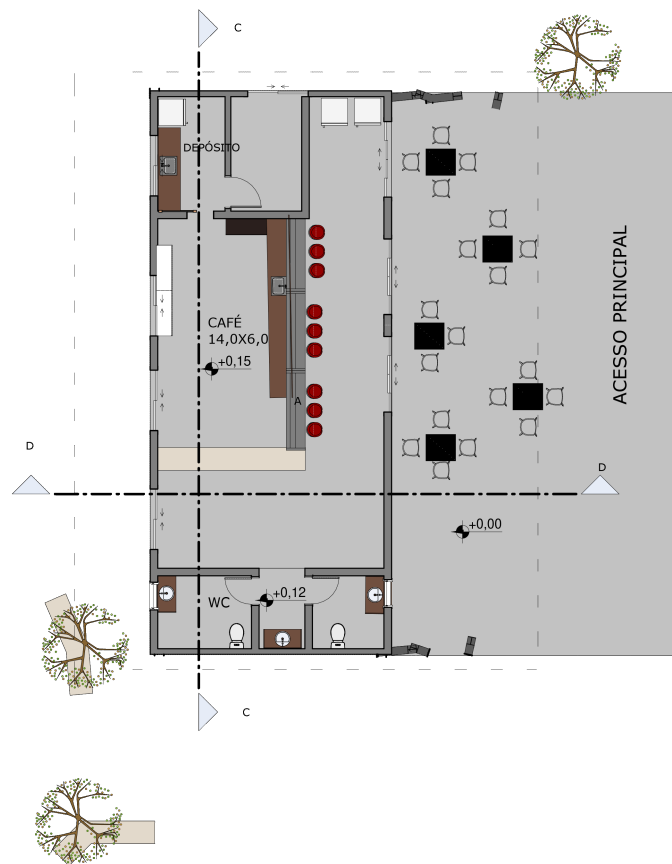 C
DEPÓSITO
ACESSO PRINCIPAL
CAFÉ
14,0X6,0
+0,15
A
D
D
+0,00
+0,12
WC
C